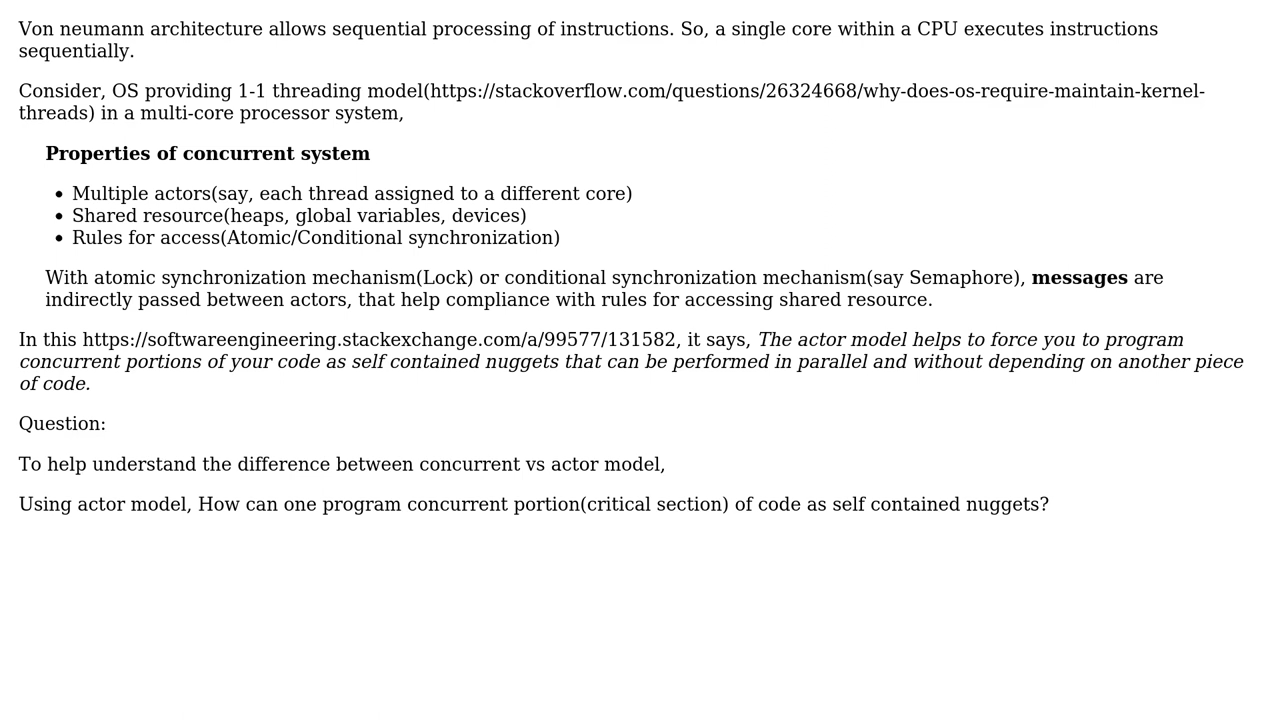 Von neumann architecture allows sequential processing of instructions. So, a single core within a CPU executes instructions
sequentially.
Consider, OS providing 1-1 threading model(https://stackoverflow.com/questions/26324668/why-does-os-require-maintain-kernel-
threads) in a multi-core processor system,
Properties of concurrent system
• Multiple actors(say, each thread assigned to a different core)
• Shared resource(heaps, global variables, devices)
• Rules for access(Atomic/Conditional synchronization)
With atomic synchronization mechanism(Lock) or conditional synchronization mechanism(say Semaphore), messages are
indirectly passed between actors, that help compliance with rules for accessing shared resource.
In this https://softwareengineering.stackexchange.com/a/99577/131582, it says, The actor model helps to force you to program
concurrent portions of your code as self contained nuggets that can be performed in parallel and without depending on another piece
of code.
Question:
To help understand the difference between concurrent vs actor model,
Using actor model, How can one program concurrent portion(critical section) of code as self contained nuggets?